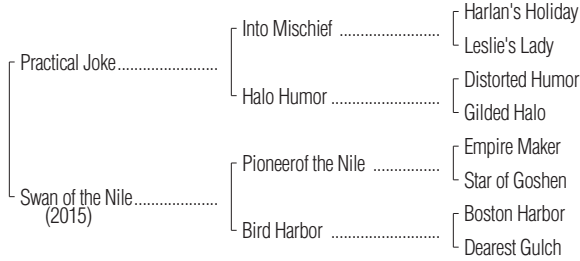 Harlan's Holiday
Into Mischief ......................
Leslie's Lady
Practical Joke......................
Distorted Humor
Halo Humor ........................
Gilded Halo
Empire Maker
Pioneerof the Nile ...............
Star of Goshen
Swan of the Nile..................
(2015)
Boston Harbor
Bird Harbor ........................
Dearest Gulch